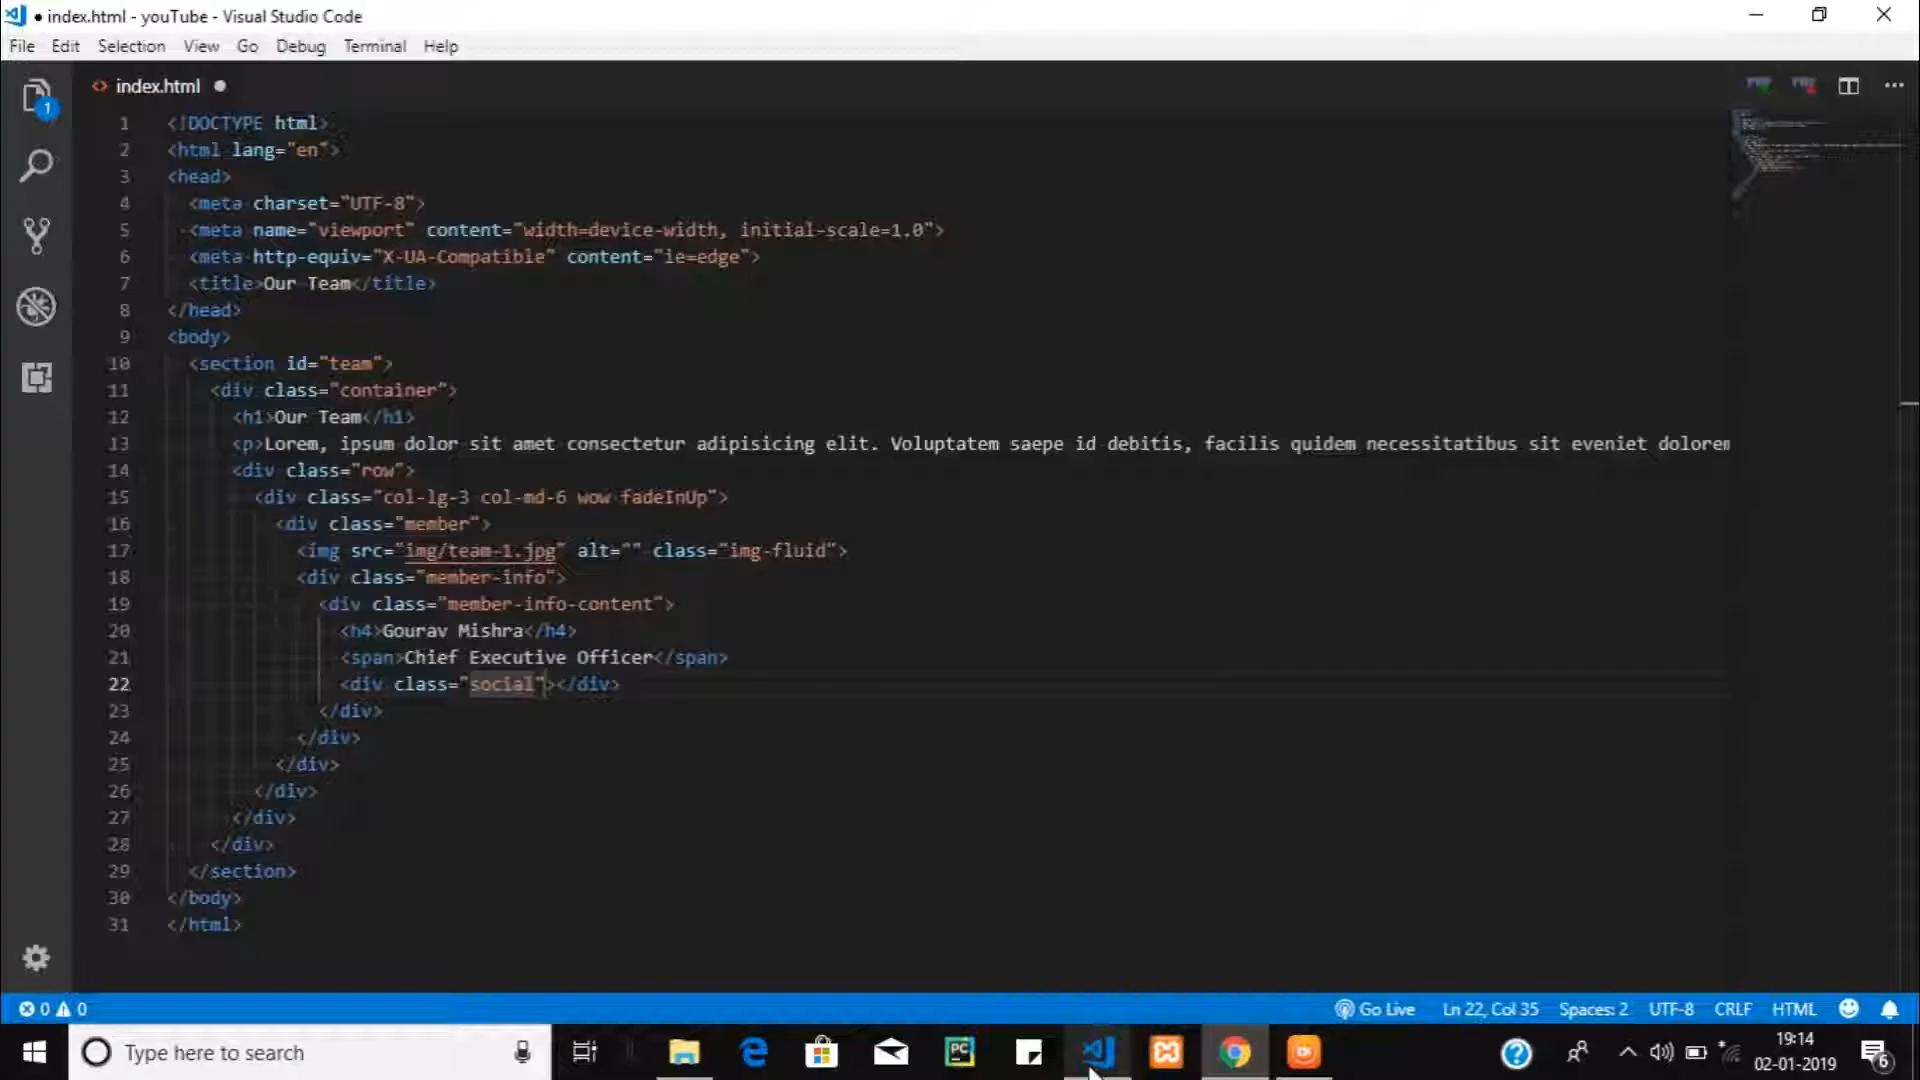 ● index.html - youTube - Visual Studio Code
File Edit Selection View Go Debug Terminal Help
1
<> index.html ●
1 <!DOCTYPE html>
2 <html lang="en">
3 <head>
4 <meta charset="UTF-8">
5 <meta name="viewport" content="width=device-width, initial-scale=1.0">
6 <meta http-equiv="X-UA-Compatible" content="ie=edge">
7 <title>Our Team</title>
8 </head>
9 <body>
10 <section id="team">
11 <div class="container">
12 <h1>Our Team</h1>
13 <p>Lorem, ipsum dolor sit amet consectetur adipisicing elit. Voluptatem saepe id debitis, facilis quidem necessitatibus sit eveniet dolorem
14 <div class="row">
15 <div class="col-lg-3 col-md-6 wow fadeInUp">
16 <div class="member">
17 <img src="img/team-1.jpg" alt="" class="img-fluid">
18 <div class="member-info">
19 <div class="member-info-content">
20 <h4>Gourav Mishra</h4>
21 <span>Chief Executive Officer</span>
22 <div class="social"></div>
23 </div>
24 </div>
25 </div>
26 </div>
27 </div>
28 </div>
29 </section>
30 </body>
31 </html>
0 0 Go Live Ln 22, Col 35 Spaces: 2 UTF-8 CRLF HTML
Type here to search
PC
19:14
02-01-2019
6